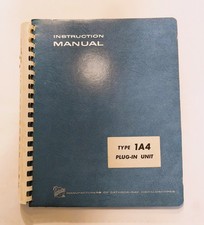 INSTRUCTION
MANUAL
TYPE 1A4
PLUG-IN UNIT